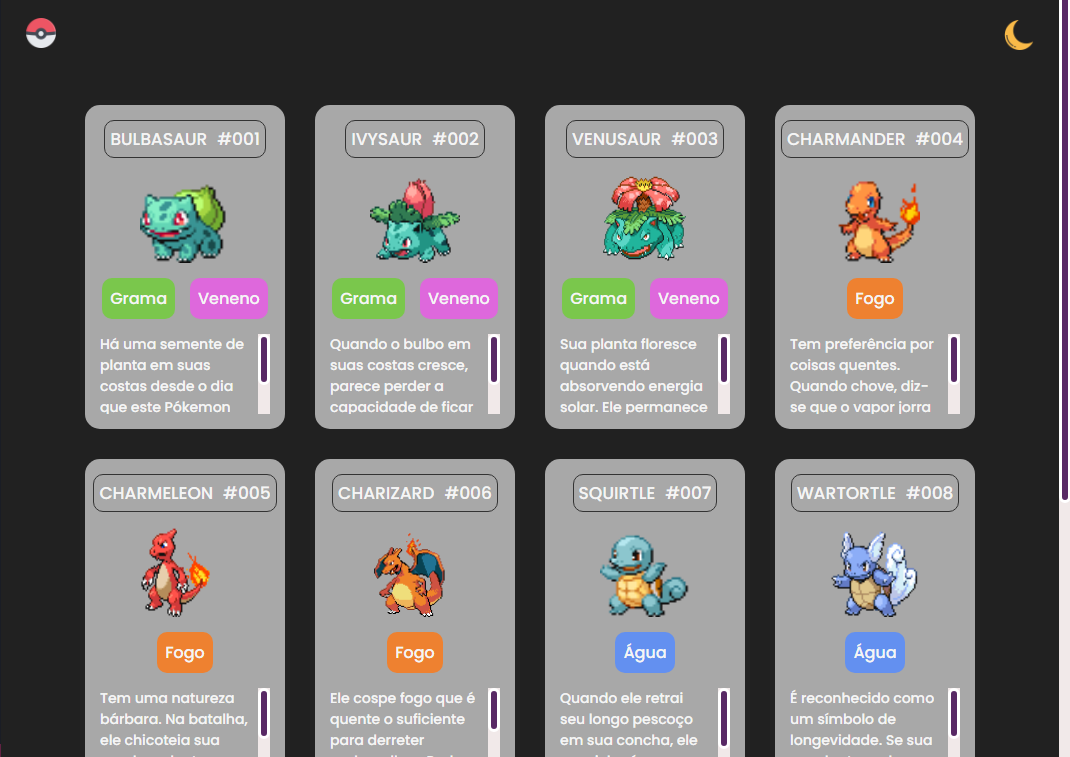 BULBASAUR #001
Grama Veneno
Há uma semente de
planta em suas
costas desde o dia
que este Pókemon
IVYSAUR #002
Grama Veneno
Quando o bulbo em
suas costas cresce,
parece perder a
capacidade de ficar
VENUSAUR #003
Grama Veneno
Sua planta floresce
quando está
absorvendo energia
solar. Ele permanece
CHARMANDER #004
Fogo
Tem preferência por
coisas quentes.
Quando chove, diz-
se que o vapor jorra
CHARMELEON #005
Fogo
Tem uma natureza
bárbara. Na batalha,
ele chicoteia sua
CHARIZARD #006
Fogo
Ele cospe fogo que é
quente o suficiente
para derreter
SQUIRTLE #007
Água
Quando ele retrai
seu longo pescoço
em sua concha, ele
WARTORTLE #008
Água
É reconhecido como
um símbolo de
longevidade. Se sua